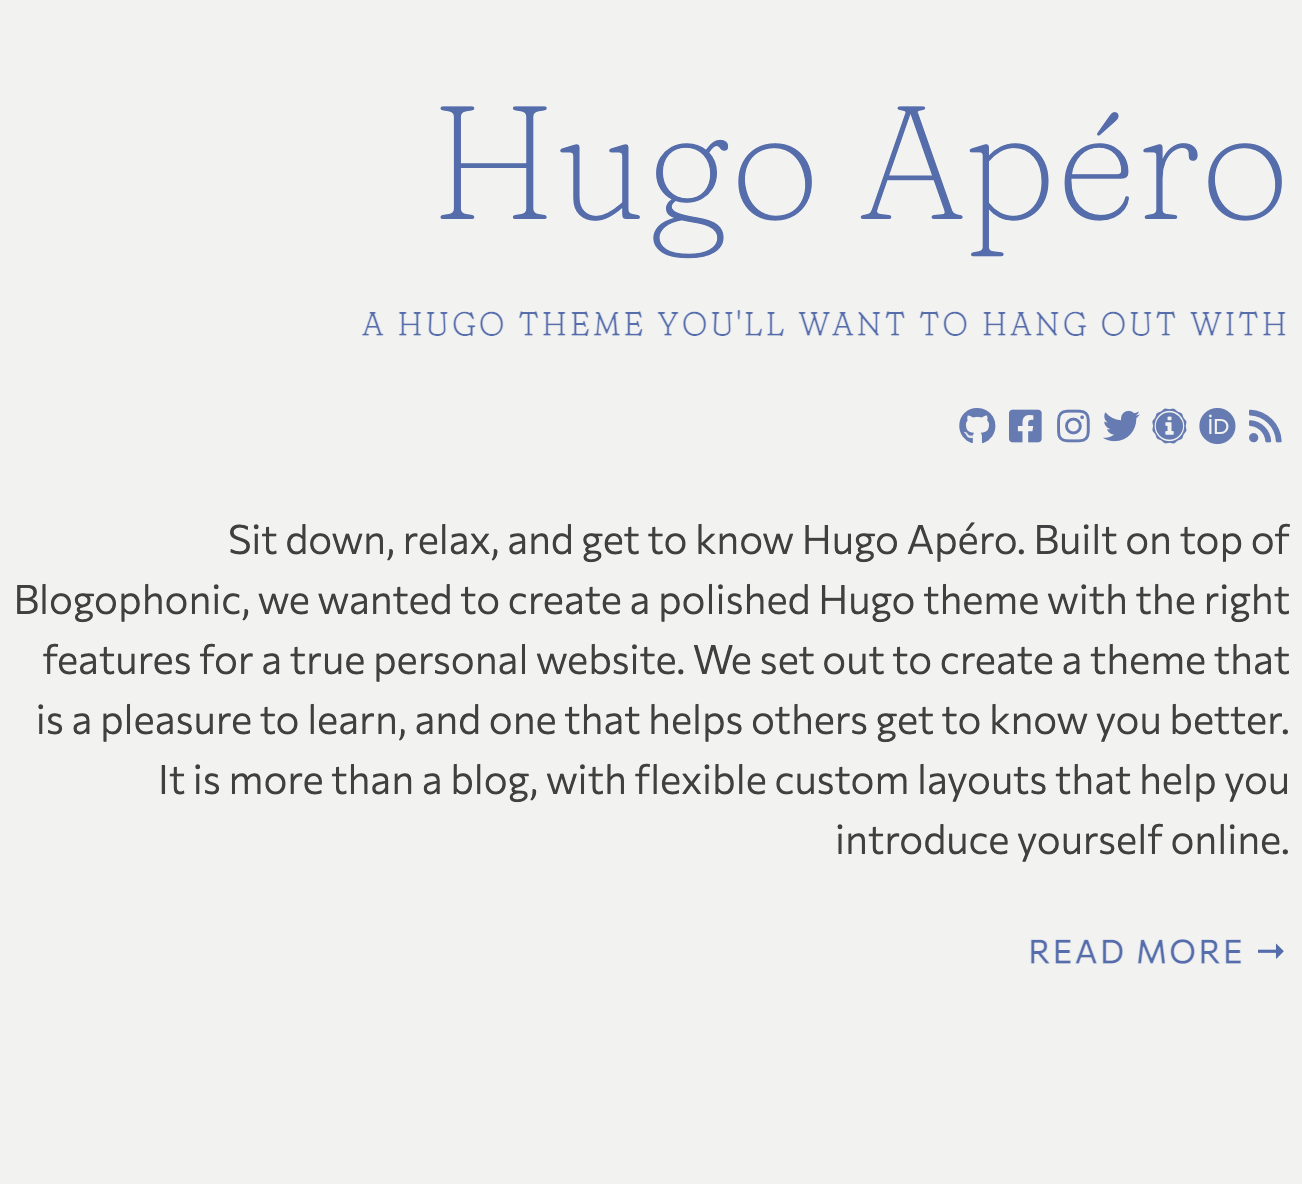 Hugo Apéro
A HUGO THEME YOU'LL WANT TO HANG OUT WITH
iD
Sit down, relax, and get to know Hugo Apéro. Built on top of
Blogophonic, we wanted to create a polished Hugo theme with the right
features for a true personal website. We set out to create a theme that
is a pleasure to learn, and one that helps others get to know you better.
It is more than a blog, with flexible custom layouts that help you
introduce yourself online.
READ MORE →